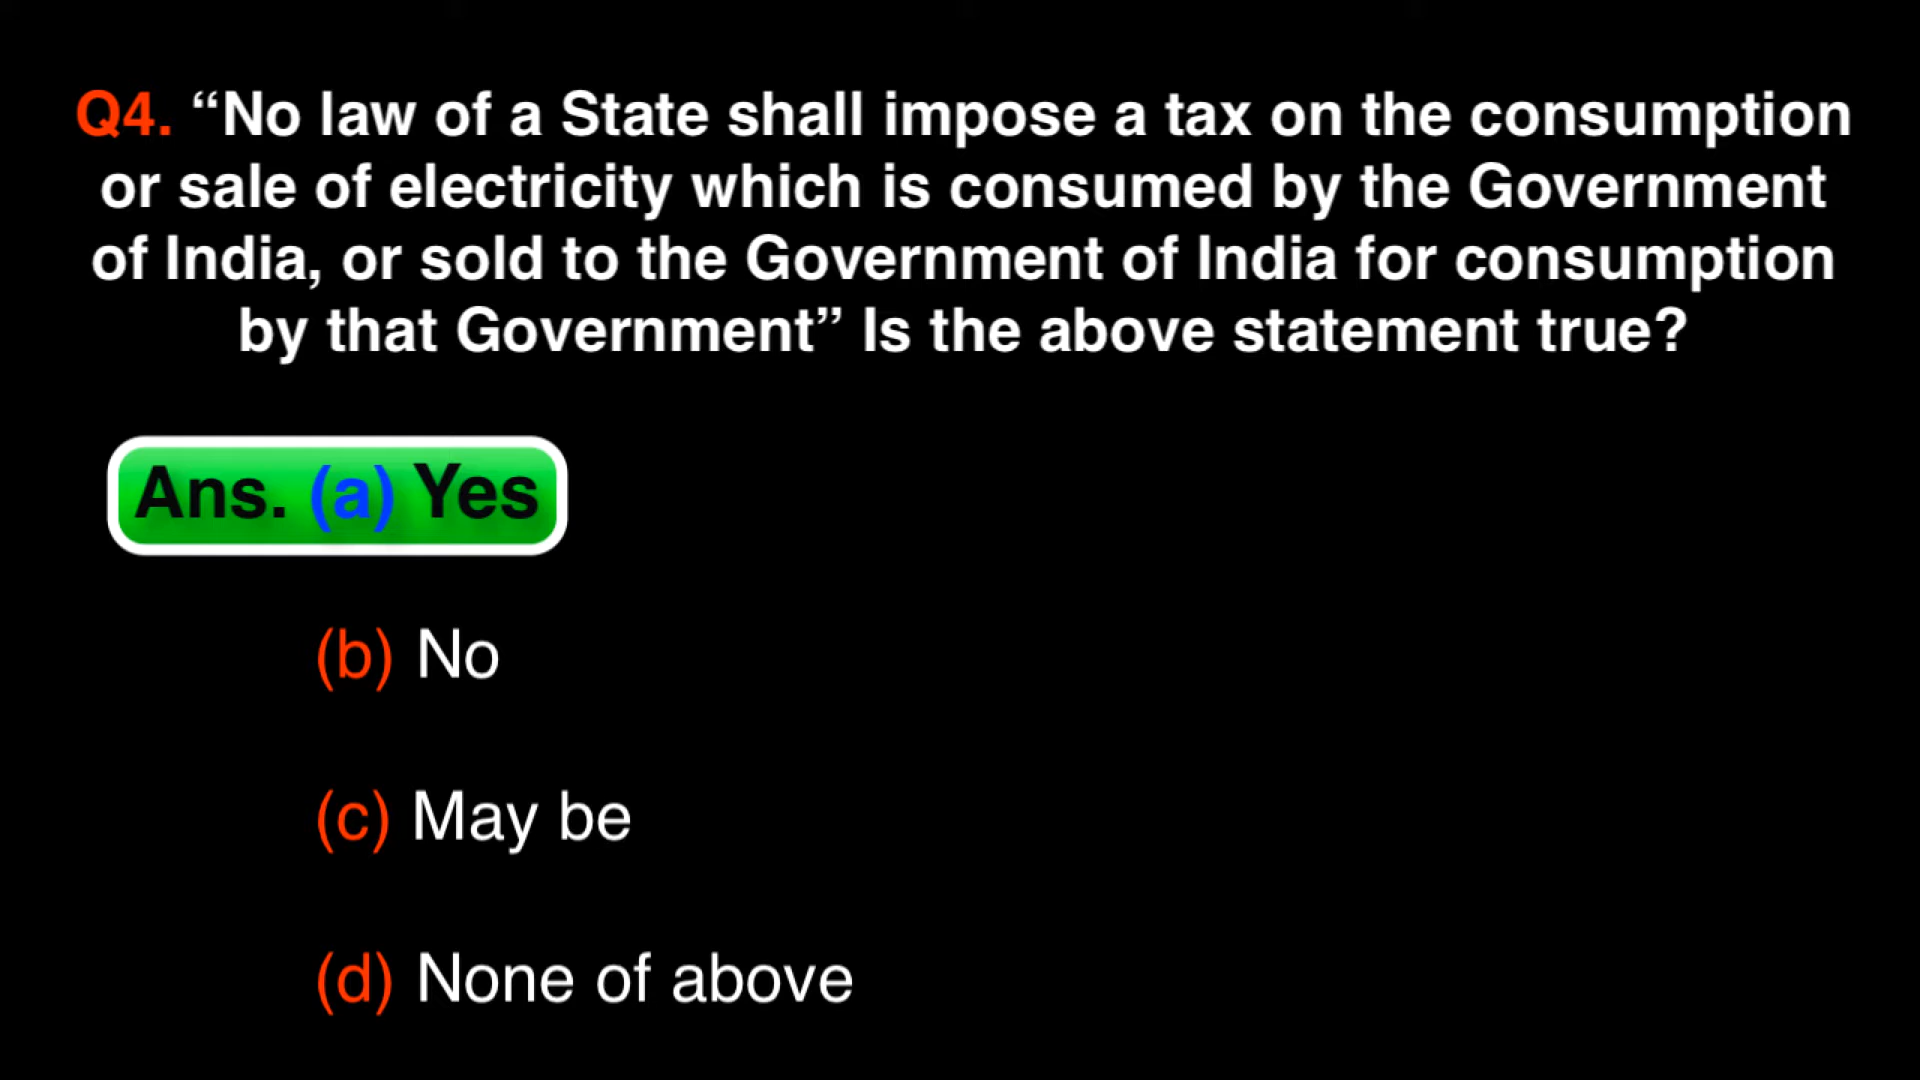 Q4. “No law of a State shall impose a tax on the consumption
or sale of electricity which is consumed by the Government
of India, or sold to the Government of India for consumption
by that Government” Is the above statement true?
Ans. (a) Yes
(b) No
(c) May be
(d) None of above